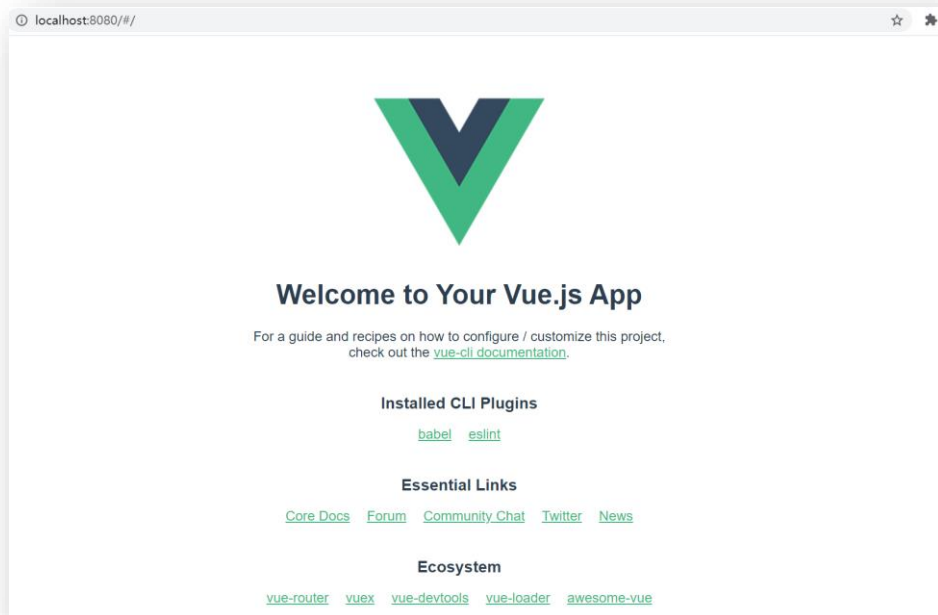 localhost:8080/#/
Welcome to Your Vue.js App
For a guide and recipes on how to configure / customize this project,
check out the vue-cli documentation.
Installed CLI Plugins
babel eslint
Essential Links
Core Docs Forum Community Chat Twitter News
Ecosystem
vue-router vuex vue-devtools vue-loader awesome-vue